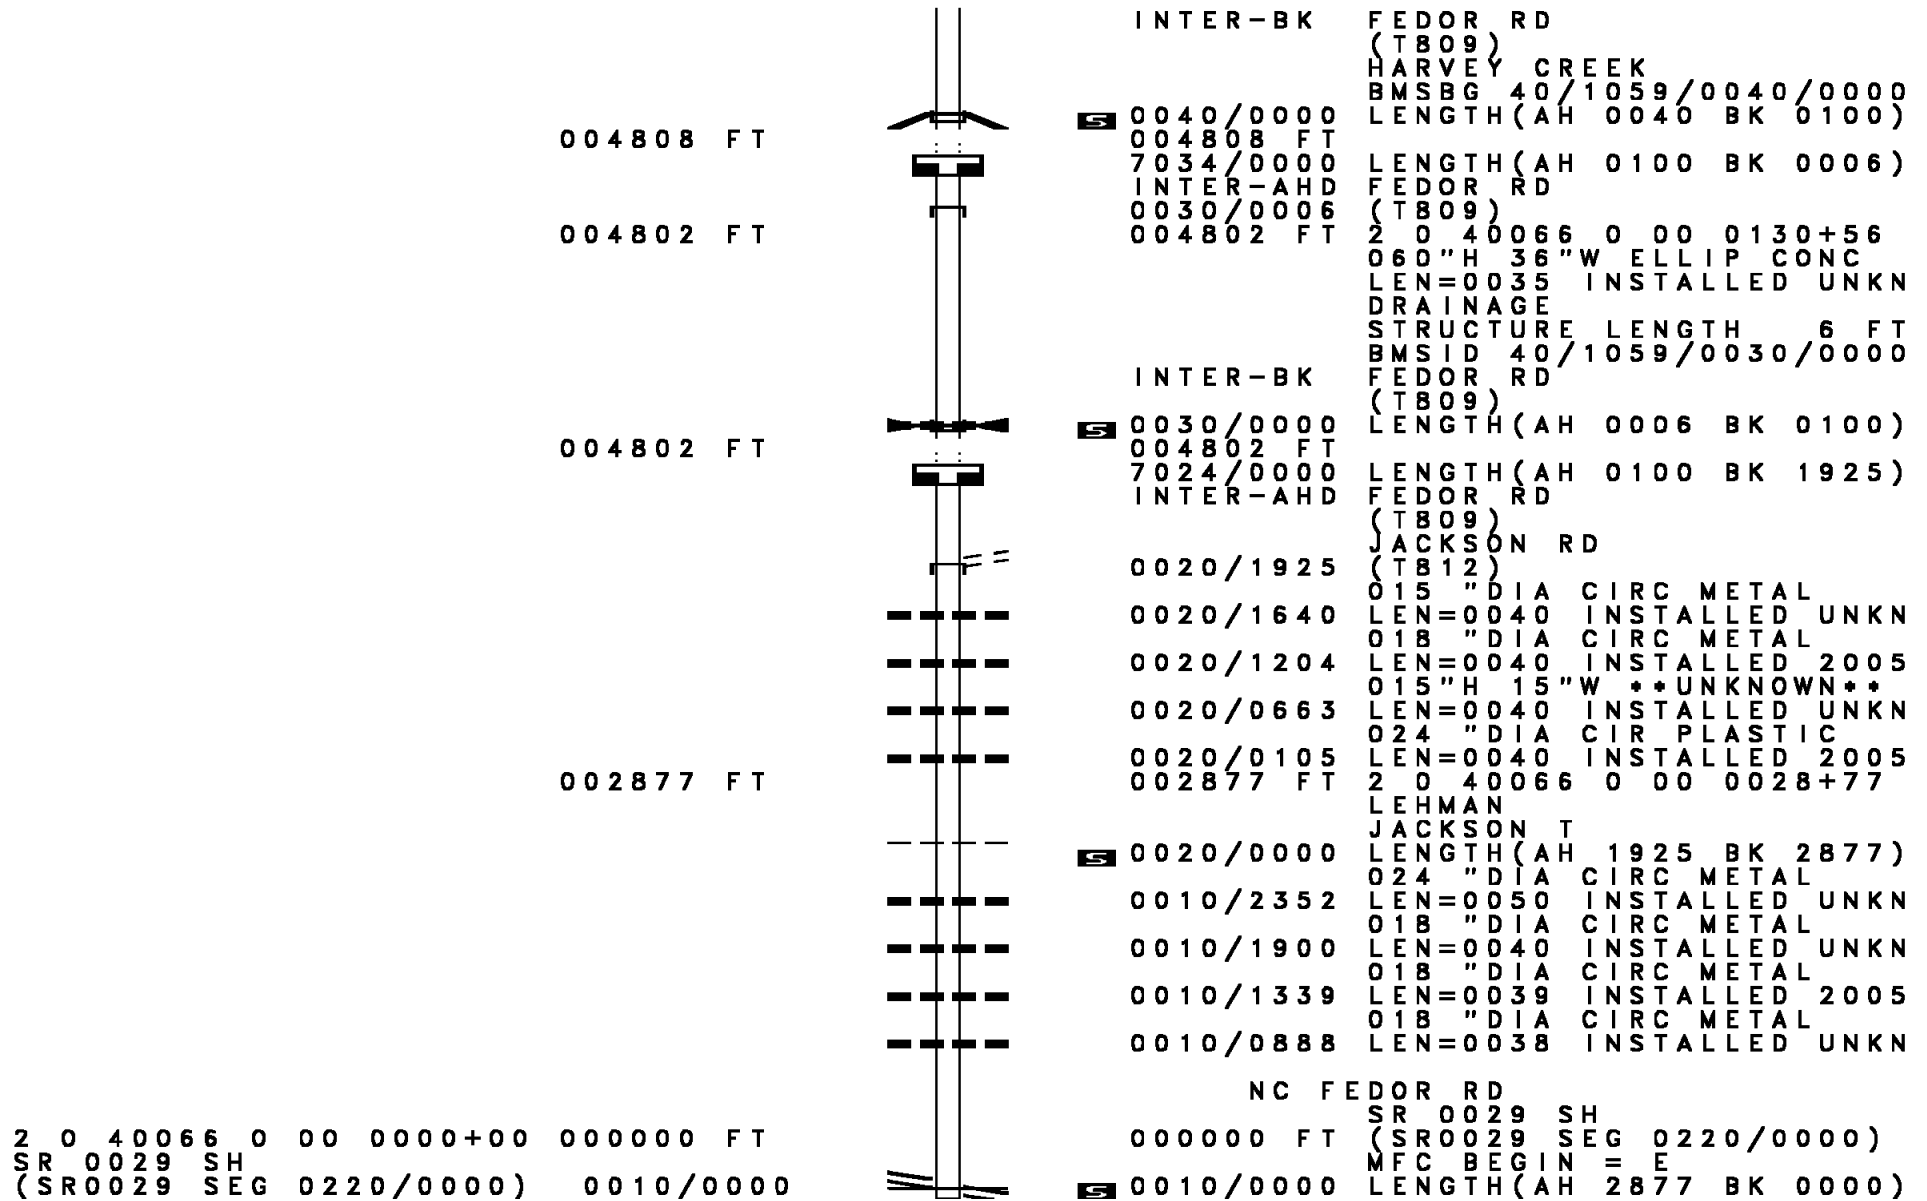 INTER-BK FEDOR RD
(T809)
HARVEY CREEK
BMSBG 40/1059/0040/0000
S 0040/0000 LENGTH(AH 0040 BK 0100)
004808 FT 004808 FT
7034/0000 LENGTH(AH 0100 BK 0006)
INTER-AHD FEDOR RD
0030/0006 (T809)
004802 FT 004802 FT 2 0 40066 0 00 0130+56
060"H 36"W ELLIP CONC
LEN=0035 INSTALLED UNKN
DRAINAGE
STRUCTURE LENGTH 6 FT
BMSID 40/1059/0030/0000
INTER-BK FEDOR RD
(T809)
S 0030/0000 LENGTH(AH 0006 BK 0100)
004802 FT 004802 FT
7024/0000 LENGTH(AH 0100 BK 1925)
INTER-AHD FEDOR RD
(T809)
JACKSON RD
0020/1925 (T812)
015 "DIA CIRC METAL
0020/1640 LEN=0040 INSTALLED UNKN
018 "DIA CIRC METAL
0020/1204 LEN=0040 INSTALLED 2005
015"H 15"W **UNKNOWN**
0020/0663 LEN=0040 INSTALLED UNKN
024 "DIA CIR PLASTIC
0020/0105 LEN=0040 INSTALLED 2005
002877 FT 002877 FT 2 0 40066 0 00 0028+77
LEHMAN
JACKSON T
S 0020/0000 LENGTH(AH 1925 BK 2877)
024 "DIA CIRC METAL
0010/2352 LEN=0050 INSTALLED UNKN
018 "DIA CIRC METAL
0010/1900 LEN=0040 INSTALLED UNKN
018 "DIA CIRC METAL
0010/1339 LEN=0039 INSTALLED 2005
018 "DIA CIRC METAL
0010/0888 LEN=0038 INSTALLED UNKN
NC FEDOR RD
SR 0029 SH
2 0 40066 0 00 0000+00 000000 FT 000000 FT (SR0029 SEG 0220/0000)
SR 0029 SH MFC BEGIN = E
(SR0029 SEG 0220/0000) 0010/0000 S 0010/0000 LENGTH(AH 2877 BK 0000)